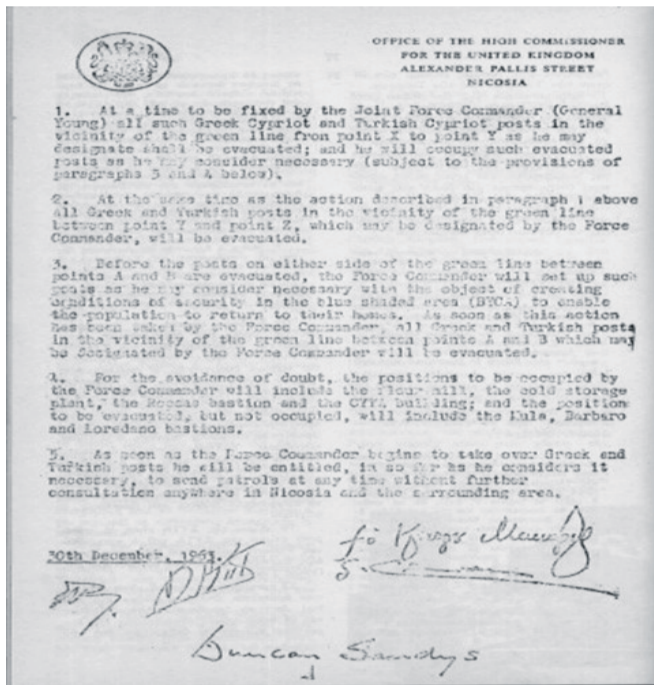 OFFICE OF THE HIGH COMMISSIONER
FOR THE UNITED KINGDOM
ALEXANDER PALLIS STREET
NICOSIA
1. At a time to be fixed by the Joint Force Commander (General
Young) all such Greek Cypriot and Turkish Cypriot posts in the
vicinity of the green line from point X to point Y as he may
designate shall be evacuated; and he will occupy such evacuated
posts as he may consider necessary (subject to the provisions of
paragraphs 3 and 4 below).
2. At the same time as the action described in paragraph 1 above
all Greek and Turkish posts in the vicinity of the green line
between point Y and point Z, which may be designated by the Force
Commander, will be evacuated.
3. Before the posts on either side of the green line between
points A and B are evacuated, the Force Commander will set up such
posts as he may consider necessary with the object of creating
conditions of security in the blue shaded area to enable
the population to return to their homes. As soon as this action
has been taken by the Force Commander, all Greek and Turkish posts
in the vicinity of the green line between points A and B which may
be designated by the Force Commander will be evacuated.
4. For the avoidance of doubt, the positions to be occupied by
the Force Commander will include the flour mill, the cold storage
plant, the Roccas bastion and the CYTA building; and the position
to be evacuated, but not occupied, will include the Mula, Barbaro
and Loredano bastions.
5. As soon as the Force Commander begins to take over Greek and
Turkish posts he will be entitled, in so far as he considers it
necessary, to send patrols at any time without further
consultation anywhere in Nicosia and the surrounding area.
30th December, 1963.
Duncan Sandys